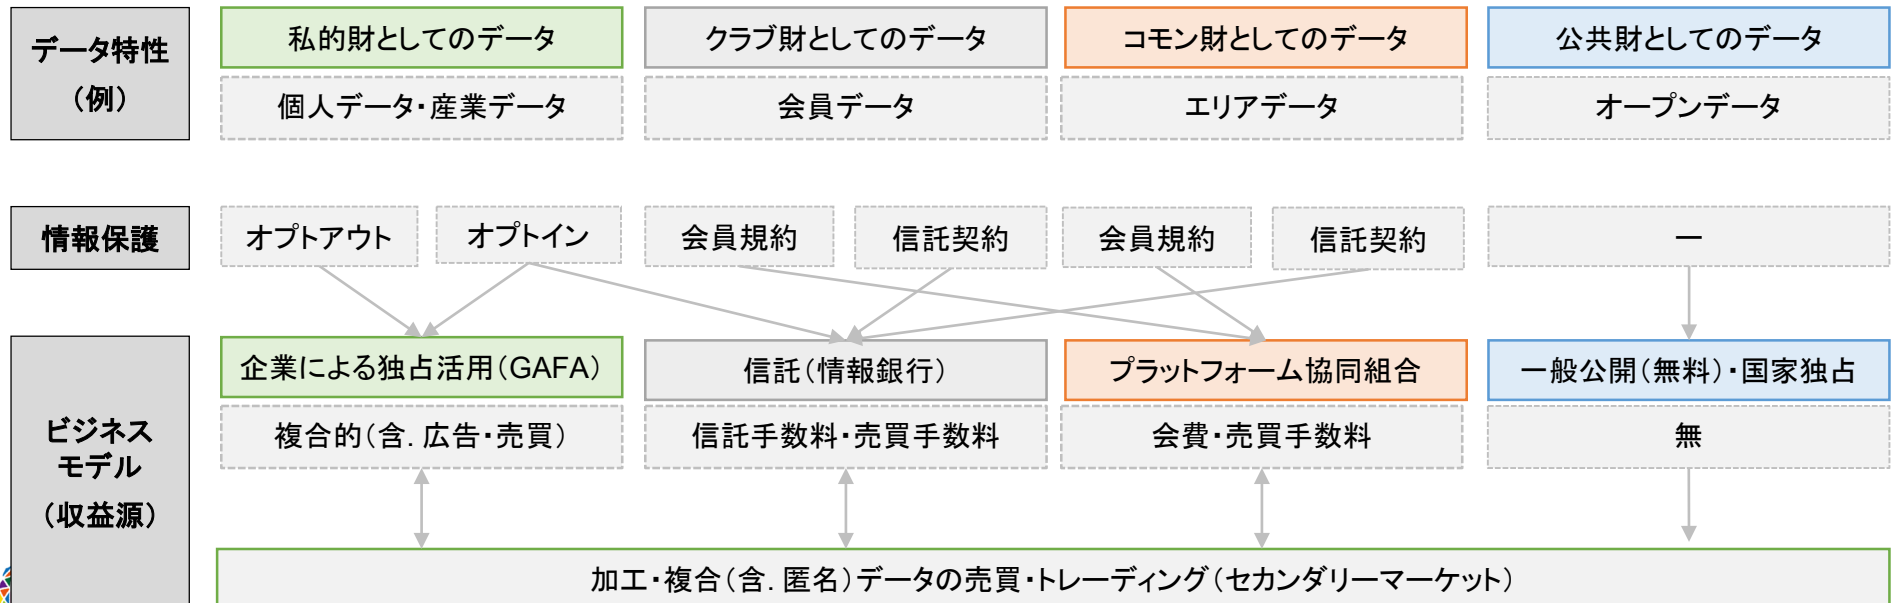 データ特性
（例）
私的財としてのデータ
クラブ財としてのデータ
コモン財としてのデータ
公共財としてのデータ
個人データ・産業データ
会員データ
エリアデータ
オープンデータ
情報保護
オプトアウト
オプトイン
会員規約
信託契約
会員規約
信託契約
―
ビジネス
モデル
（収益源）
企業による独占活用（GAFA）
信託（情報銀行）
プラットフォーム協同組合
一般公開（無料）・国家独占
複合的（含．広告・売買）
信託手数料・売買手数料
会費・売買手数料
無
加工・複合（含．匿名）データの売買・トレーディング（セカンダリーマーケット）